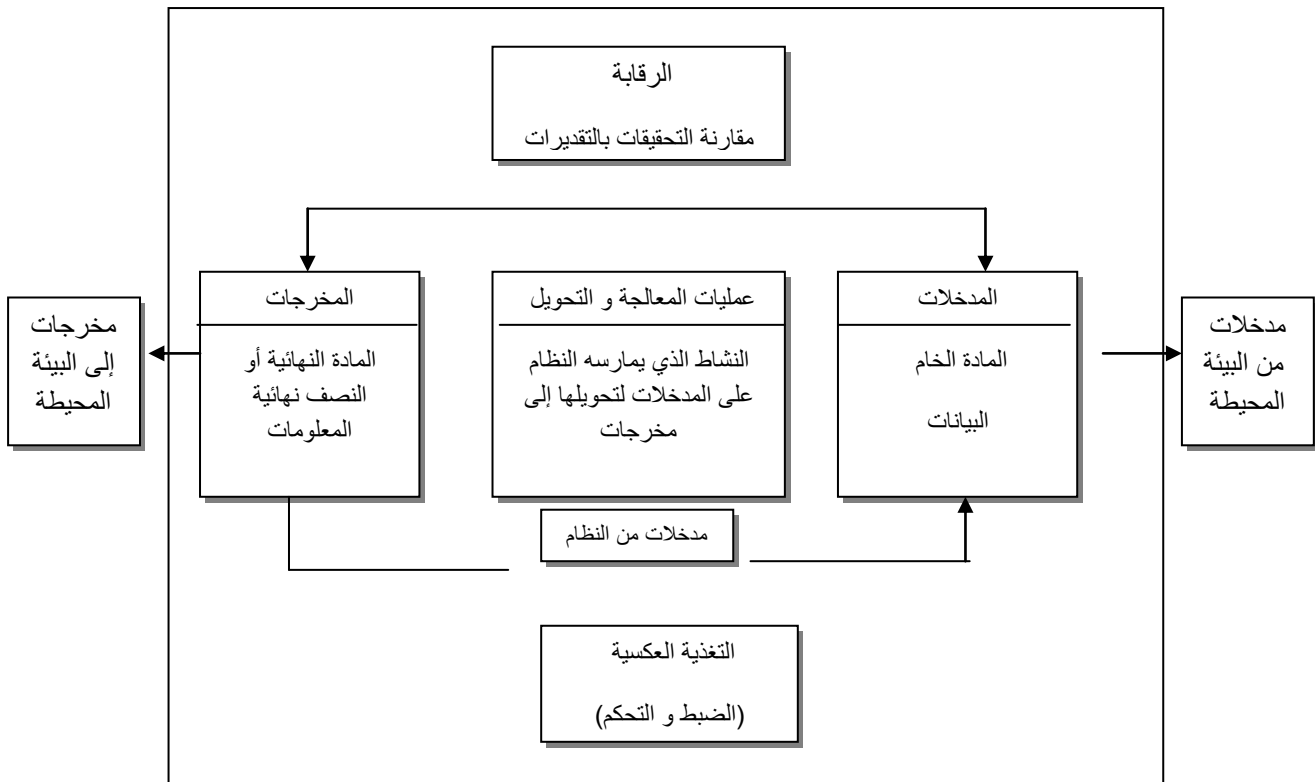 الرقابة
مقارنة التحقيقات بالتقديرات
مدخلات
من البيئة
المحيطة
المدخلات
المادة الخام
البيانات
عمليات المعالجة و التحويل
النشاط الذي يمارسه النظام
على المدخلات لتحويلها إلى
مخرجات
المخرجات
المادة النهائية أو
النصف نهائية
المعلومات
مخرجات
إلى البيئة
المحيطة
مدخلات من النظام
التغذية العكسية
(الضبط و التحكم)